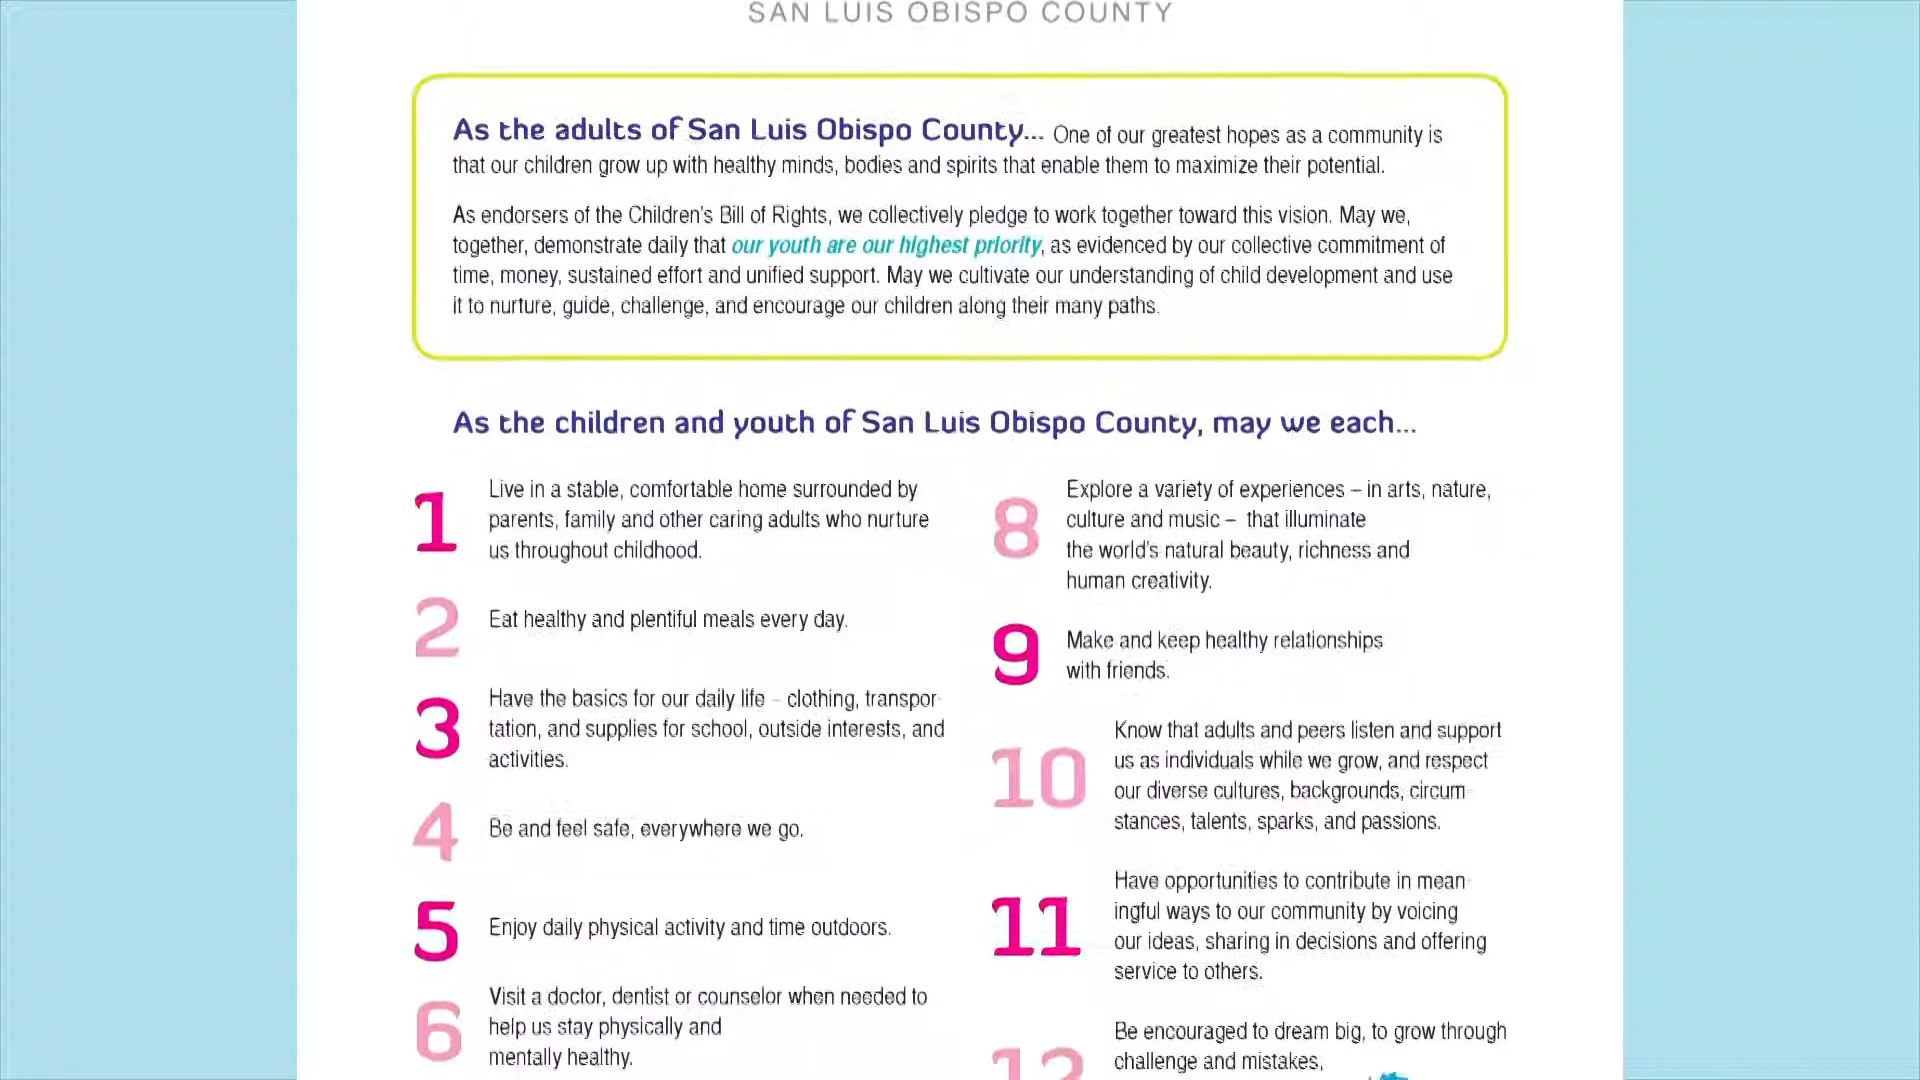 SAN LUIS OBISPO COUNTY
As the adults of San Luis Obispo County... One of our greatest hopes as a community is
that our children grow up with healthy minds, bodies and spirits that enable them to maximize their potential.
As endorsers of the Children's Bill of Rights, we collectively pledge to work together toward this vision. May we,
together, demonstrate daily that our youth are our highest priority, as evidenced by our collective commitment of
time, money, sustained effort and unified support. May we cultivate our understanding of child development and use
it to nurture, guide, challenge, and encourage our children along their many paths.
As the children and youth of San Luis Obispo County, may we each...
1
Live in a stable, comfortable home surrounded by
parents, family and other caring adults who nurture
us throughout childhood.
2
Eat healthy and plentiful meals every day.
3
Have the basics for our daily life - clothing, transpor-
tation, and supplies for school, outside interests, and
activities.
4
Be and feel safe, everywhere we go.
5
Enjoy daily physical activity and time outdoors.
6
Visit a doctor, dentist or counselor when needed to
help us stay physically and
mentally healthy.
8
Explore a variety of experiences – in arts, nature,
culture and music – that illuminate
the world's natural beauty, richness and
human creativity.
9
Make and keep healthy relationships
with friends.
10
Know that adults and peers listen and support
us as individuals while we grow, and respect
our diverse cultures, backgrounds, circum-
stances, talents, sparks, and passions.
11
Have opportunities to contribute in mean-
ingful ways to our community by voicing
our ideas, sharing in decisions and offering
service to others.
12
Be encouraged to dream big, to grow through
challenge and mistakes,